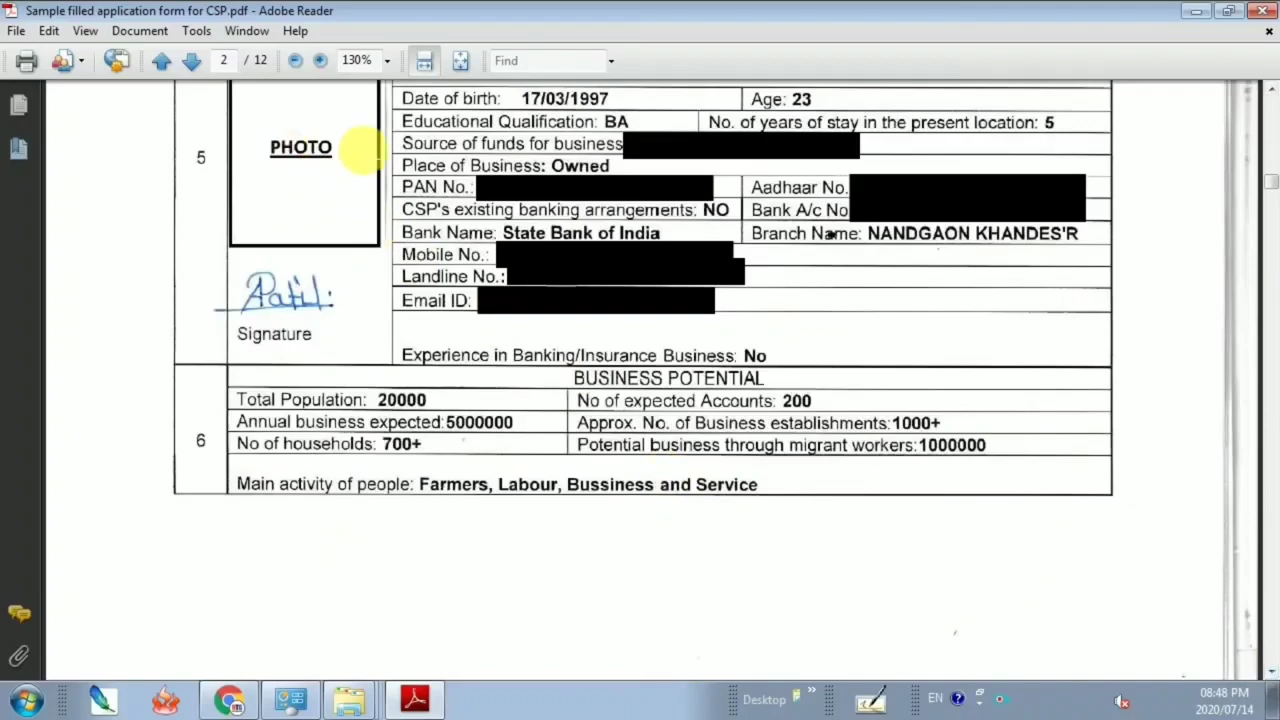 Sample filled application form for CSP.pdf - Adobe Reader
File Edit View Document Tools Window Help
2 / 12 130% Find
Date of birth: 17/03/1997 Age: 23
Educational Qualification: BA No. of years of stay in the present location: 5
Source of funds for business
Place of Business: Owned
PAN No.: Aadhaar No.
CSP's existing banking arrangements: NO Bank A/c No
Bank Name: State Bank of India Branch Name: NANDGAON KHANDES'R
Mobile No.:
Landline No.:
Email ID:
Experience in Banking/Insurance Business: No
5
PHOTO
Patil
Signature
BUSINESS POTENTIAL
6
Total Population: 20000 No of expected Accounts: 200
Annual business expected:5000000 Approx. No. of Business establishments:1000+
No of households: 700+ Potential business through migrant workers:1000000
Main activity of people: Farmers, Labour, Bussiness and Service
Desktop EN 08:48 PM
2020/07/14